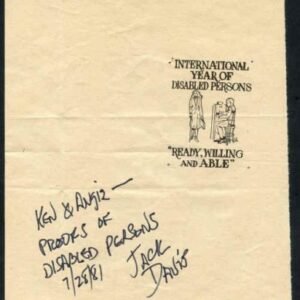 INTERNATIONAL
YEAR OF
DISABLED PERSONS
"READY, WILLING
AND ABLE"
KEN & ANGIE —
PROOFS OF
DISABLED PERSONS
7/28/81
JACK
DAVIS